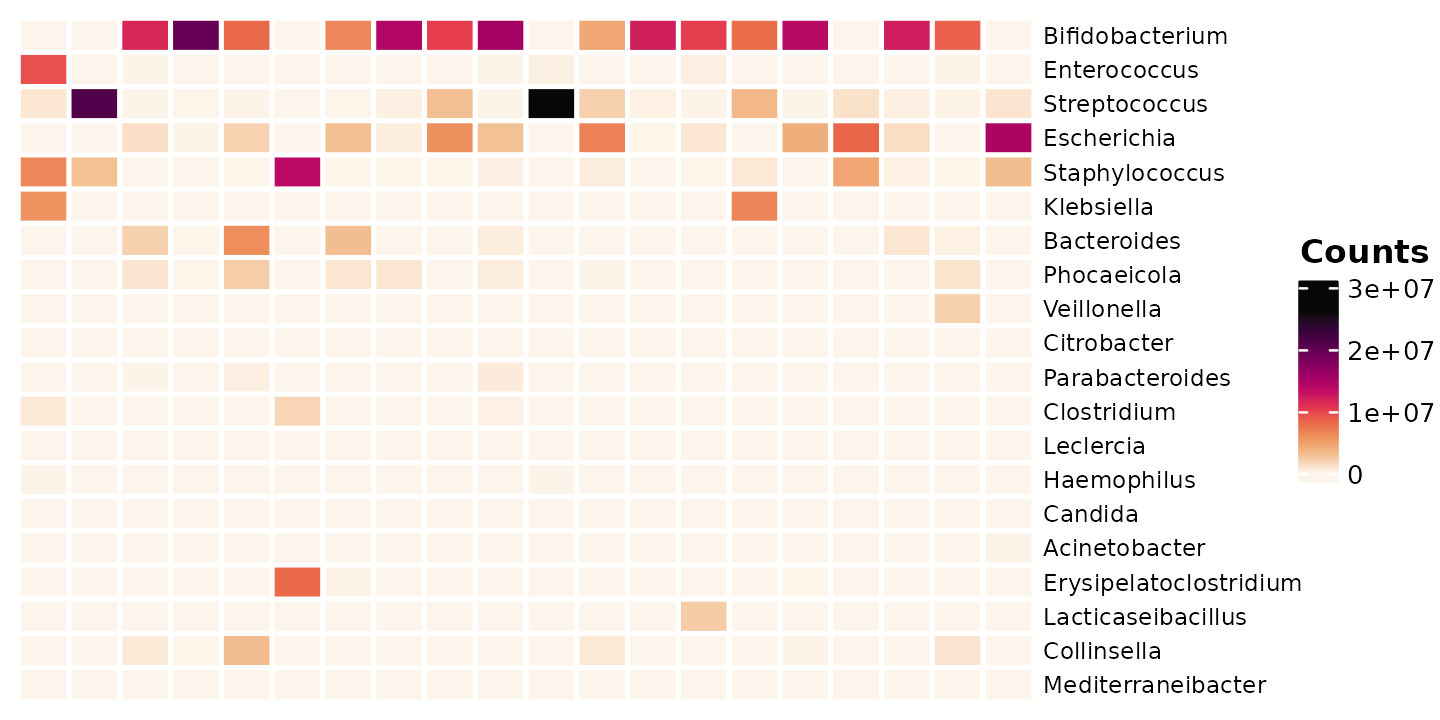 Bifidobacterium
Enterococcus
Streptococcus
Escherichia
Staphylococcus
Klebsiella
Bacteroides
Phocaeicola
Veillonella
Citrobacter
Parabacteroides
Clostridium
Leclercia
Haemophilus
Candida
Acinetobacter
Erysipelatoclostridium
Lacticaseibacillus
Collinsella
Mediterraneibacter
Counts
3e+07
2e+07
1e+07
0